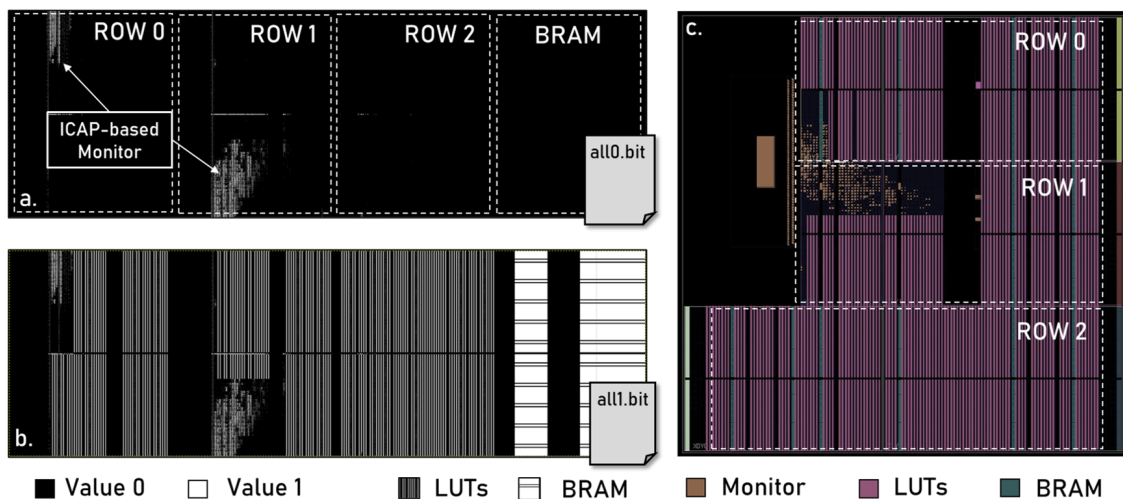 ROW 0
ROW 1
ROW 2
BRAM
ICAP-based
Monitor
all0.bit
a.
b.
all1.bit
c.
ROW 0
ROW 1
ROW 2
Value 0
Value 1
LUTs
BRAM
Monitor
LUTs
BRAM